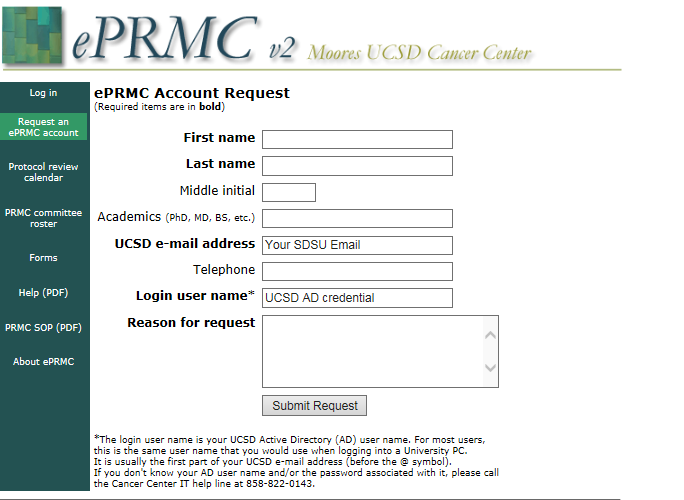 ePRMC v2 Moores UCSD Cancer Center
Log in
Request an
ePRMC account
Protocol review
calendar
PRMC committee
roster
Forms
Help (PDF)
PRMC SOP (PDF)
About ePRMC
ePRMC Account Request
(Required items are in bold)
First name
Last name
Middle initial
Academics (PhD, MD, BS, etc.)
UCSD e-mail address Your SDSU Email
Telephone
Login user name* UCSD AD credential
Reason for request
Submit Request
*The login user name is your UCSD Active Directory (AD) user name. For most users,
this is the same user name that you would use when logging into a University PC.
It is usually the first part of your UCSD e-mail address (before the @ symbol).
If you don't know your AD user name and/or the password associated with it, please call
the Cancer Center IT help line at 858-822-0143.